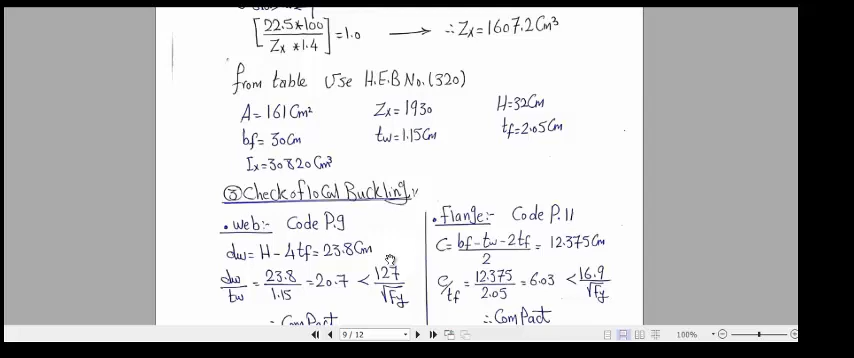 [22.5*100 / Zx *1.4] = 1.0 → ∴ Zx = 1607.2 Cm³
from table Use H.E.B No.(320)
A = 161 Cm² Zx = 1930 H = 32 Cm
bf = 30 Cm tw = 1.15 Cm tf = 2.05 Cm
Ix = 30820 Cm³
③ Check of local Buckling
• Web:- Code P.9
dw = H - 4tf = 23.8 Cm
dw/tw = 23.8/1.15 = 20.7 < 127/√Fy
∴ ComPact
• Flange:- Code P.11
C = bf - tw - 2tf / 2 = 12.375 Cm
C/tf = 12.375/2.05 = 6.03 < 16.9/√Fy
∴ ComPact
9 / 12
100%